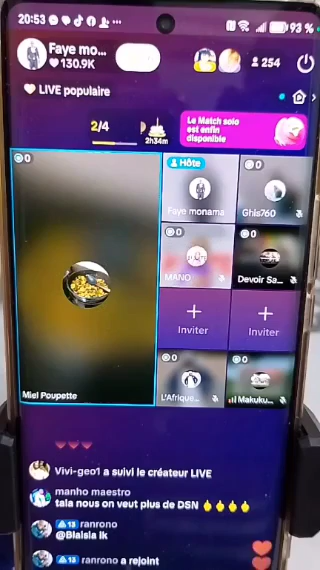 20:53
93 %
Faye mo...
130.9K
254
LIVE populaire
2/4
2h34m
Le Match solo
est enfin
disponible
0
Hôte
0
Faye monama
Ghis760
0
0
MANO
Devoir Sa...
Inviter
Inviter
0
0
Miel Poupette
L'Afrique...
Makuku...
Vivi-geo1 a suivi le créateur LIVE
manho maestro
tala nous on veut plus de DSN
13 ranrono
@Blaisia lk
13 ranrono a rejoint